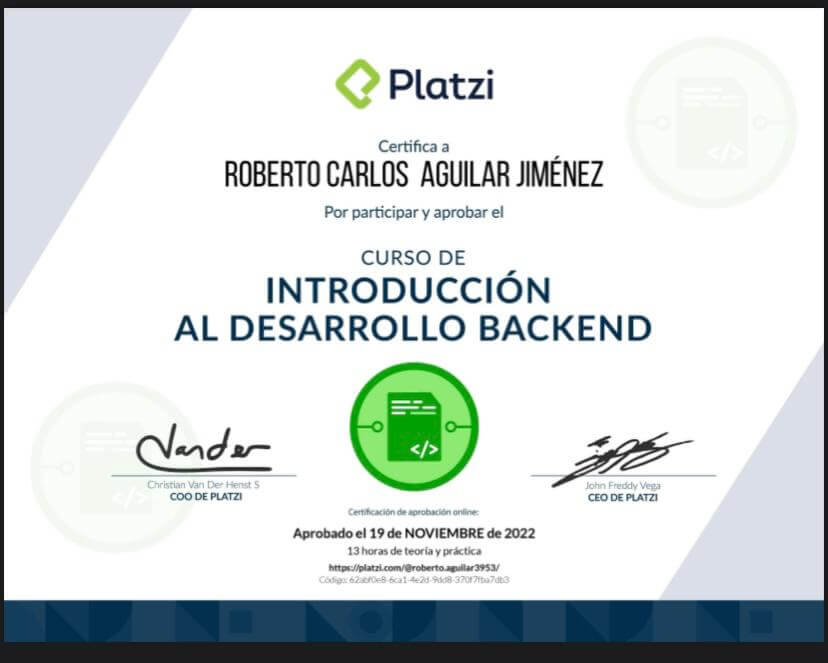 Platzi
Certifica a
ROBERTO CARLOS AGUILAR JIMÉNEZ
Por participar y aprobar el
CURSO DE
INTRODUCCIÓN
AL DESARROLLO BACKEND
</>
Vander
Christian Van Der Henst S
COO DE PLATZI
John Freddy Vega
CEO DE PLATZI
Certificación de aprobación online:
Aprobado el 19 de NOVIEMBRE de 2022
13 horas de teoría y práctica
https://platzi.com/@roberto.aguilar3953/
Código: 62abf0e8-6ca1-4e2d-9dd8-370f7fba7db3